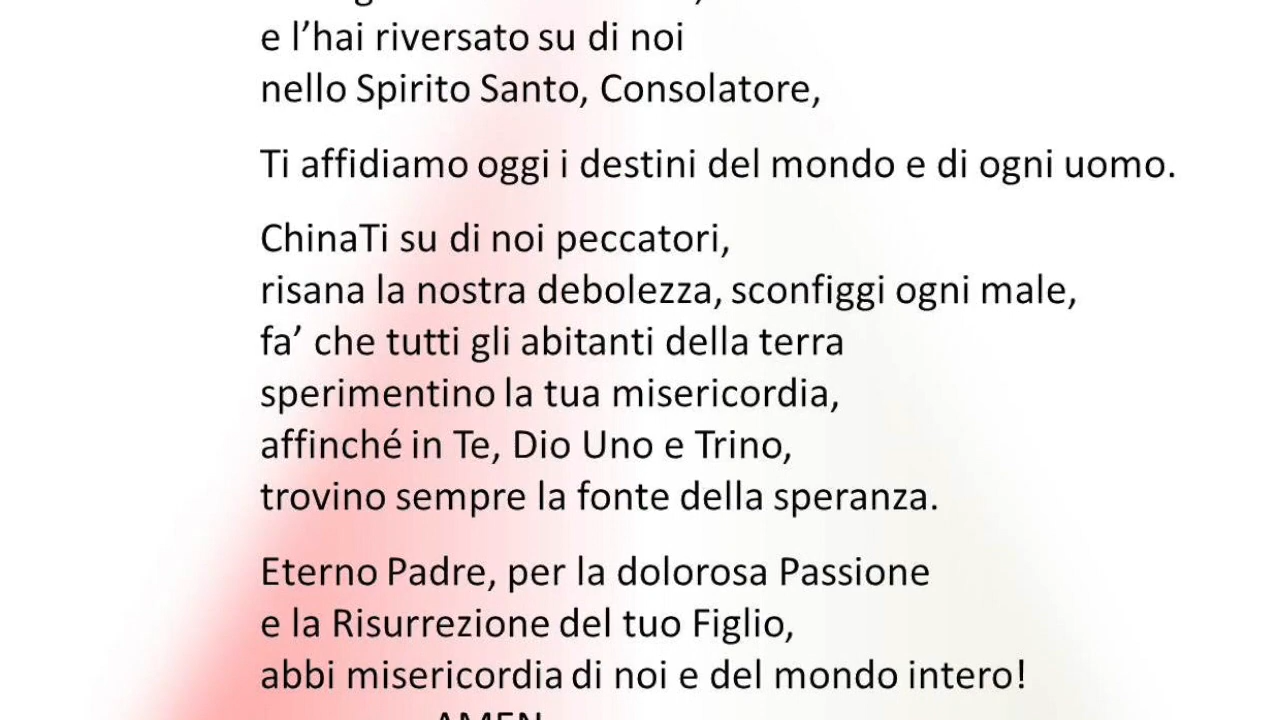 e l’hai riversato su di noi
nello Spirito Santo, Consolatore,
Ti affidiamo oggi i destini del mondo e di ogni uomo.
ChinaTi su di noi peccatori,
risana la nostra debolezza, sconfiggi ogni male,
fa’ che tutti gli abitanti della terra
sperimentino la tua misericordia,
affinché in Te, Dio Uno e Trino,
trovino sempre la fonte della speranza.
Eterno Padre, per la dolorosa Passione
e la Risurrezione del tuo Figlio,
abbi misericordia di noi e del mondo intero!
AMEN